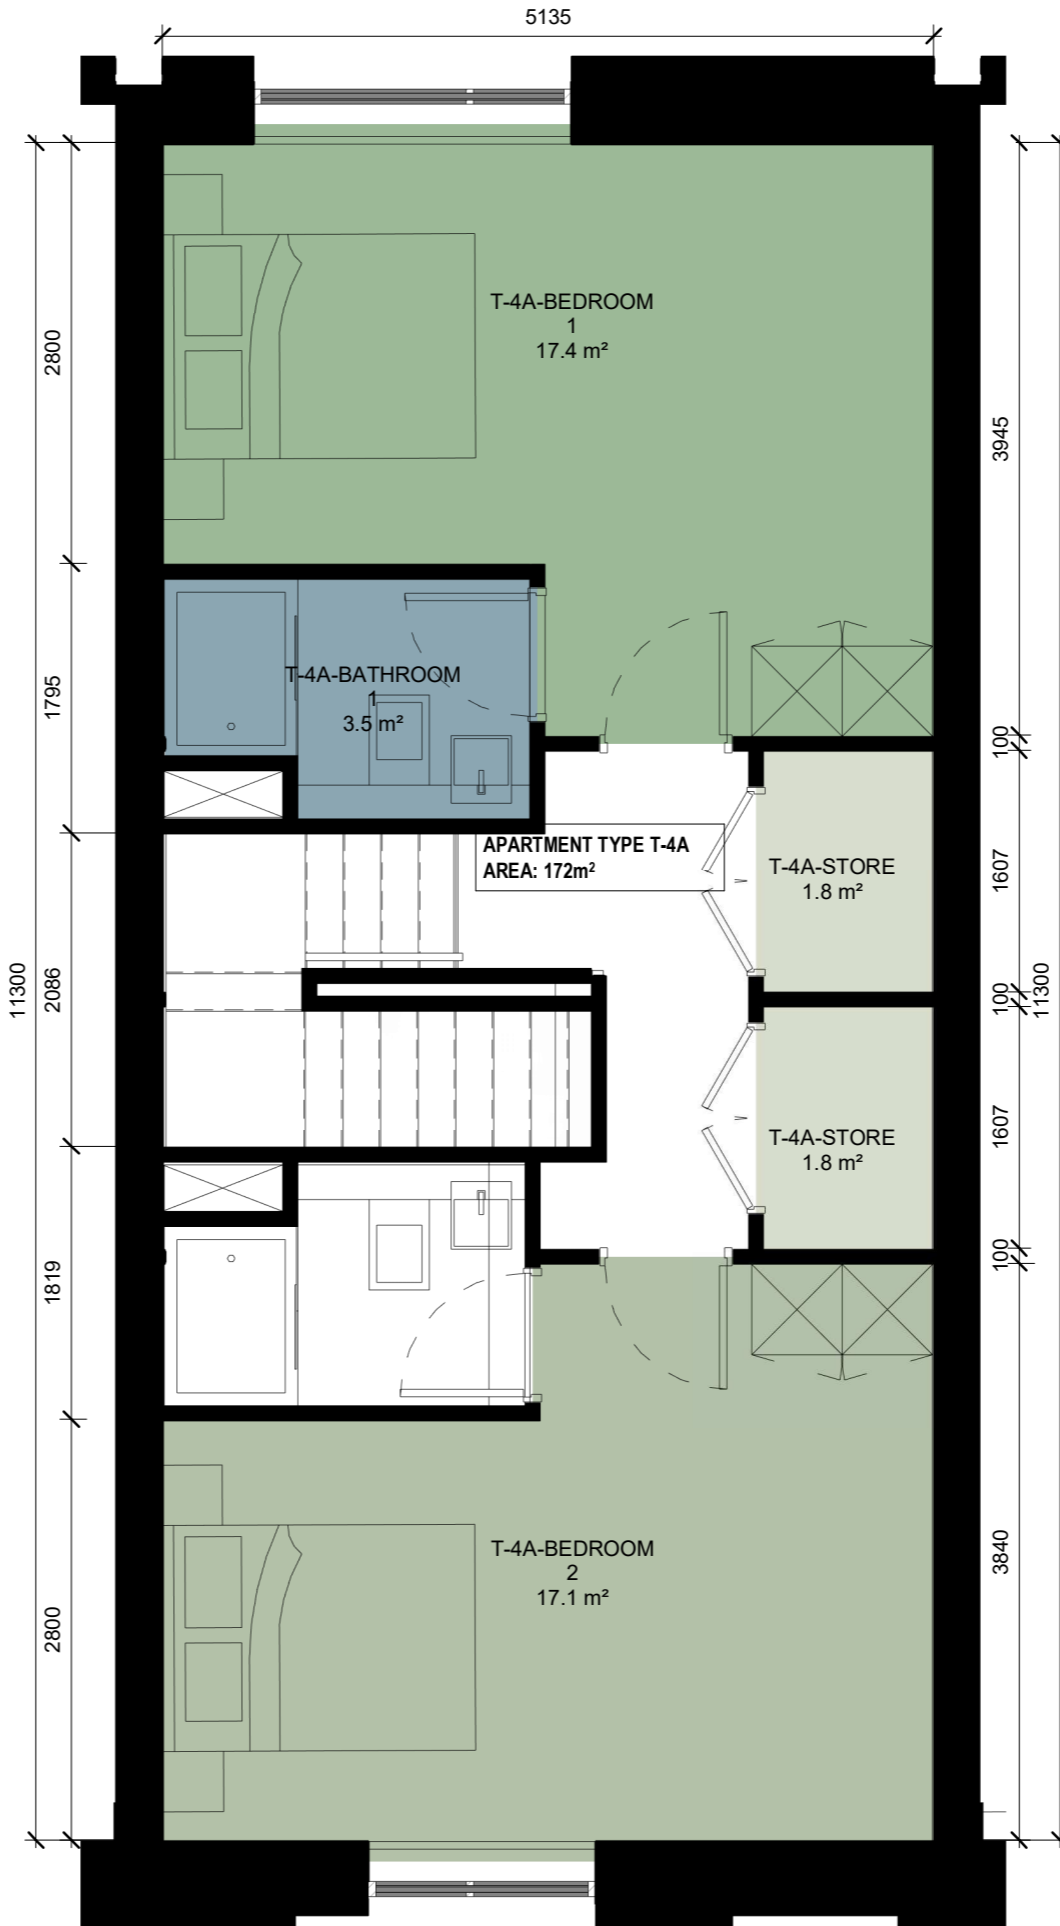 5135
T-4A-BEDROOM
1
17.4 m²
2800
3945
T-4A-BATHROOM
1
3.5 m²
1795
100
APARTMENT TYPE T-4A
AREA: 172m²
T-4A-STORE
1.8 m²
1607
11300
2086
100
11300
T-4A-STORE
1.8 m²
1607
1819
100
T-4A-BEDROOM
2
17.1 m²
2800
3840